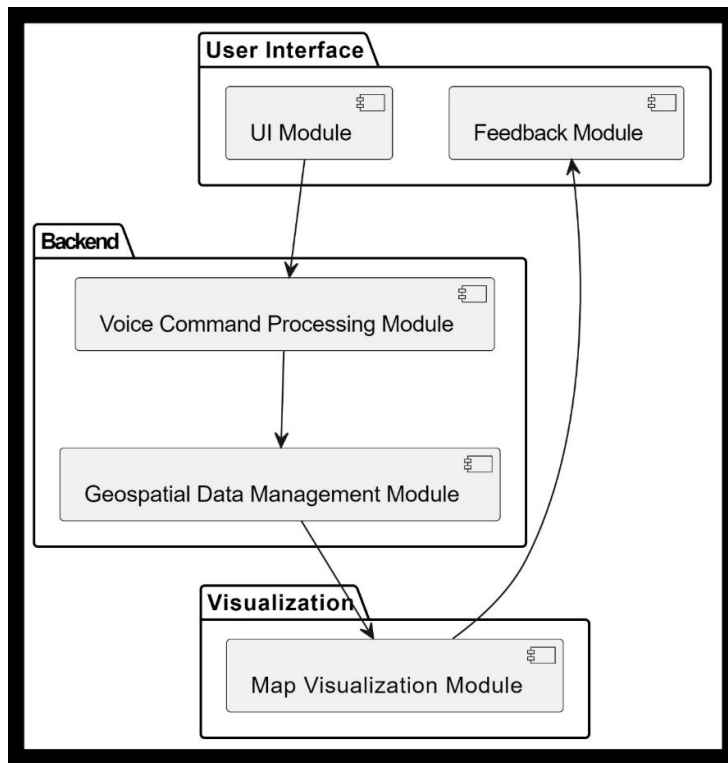 User Interface
UI Module
Feedback Module
Backend
Voice Command Processing Module
Geospatial Data Management Module
Visualization
Map Visualization Module